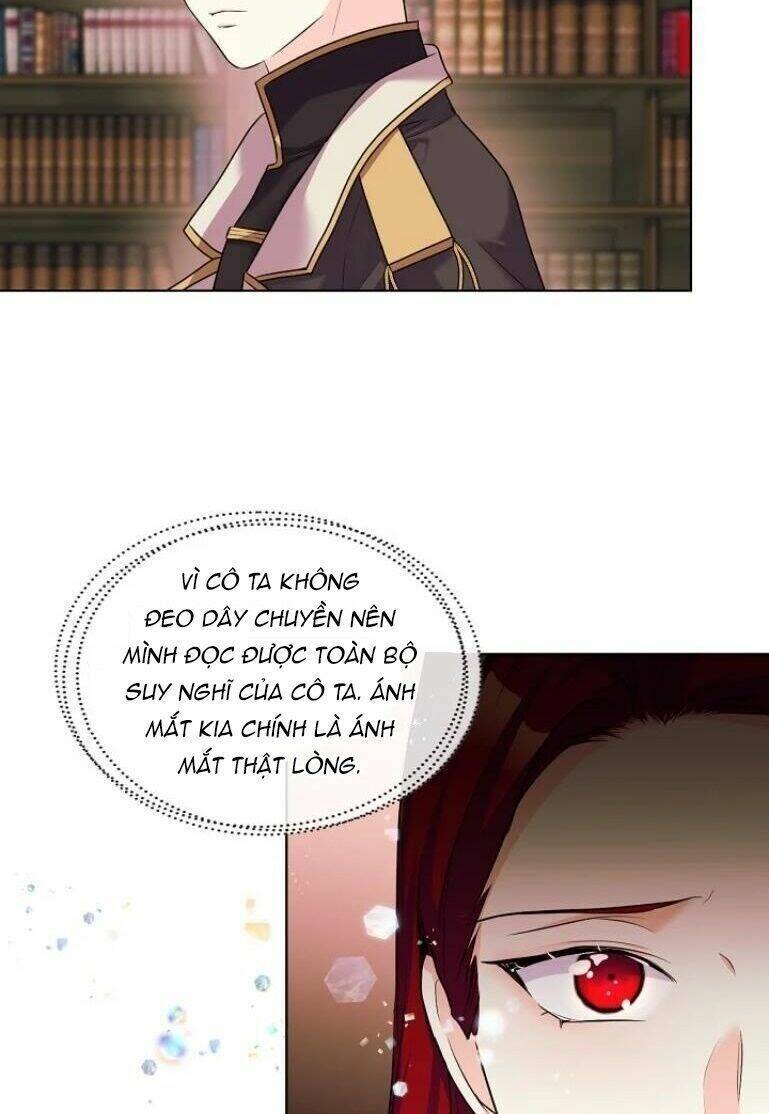 VÌ CÔ TA KHÔNG
ĐEO DÂY CHUYỀN NÊN
MÌNH ĐỌC ĐƯỢC TOÀN BỘ
SUY NGHĨ CỦA CÔ TA. ÁNH
MẮT KIA CHÍNH LÀ ÁNH
MẮT THẬT LÒNG.